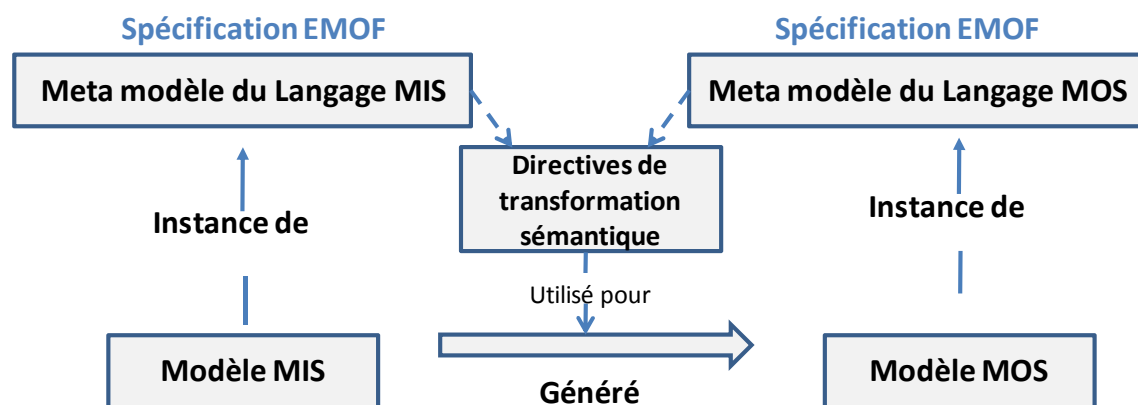 Spécification EMOF
Spécification EMOF
Meta modèle du Langage MIS
Meta modèle du Langage MOS
Directives de
transformation
sémantique
Instance de
Instance de
Utilisé pour
Modèle MIS
Modèle MOS
Généré